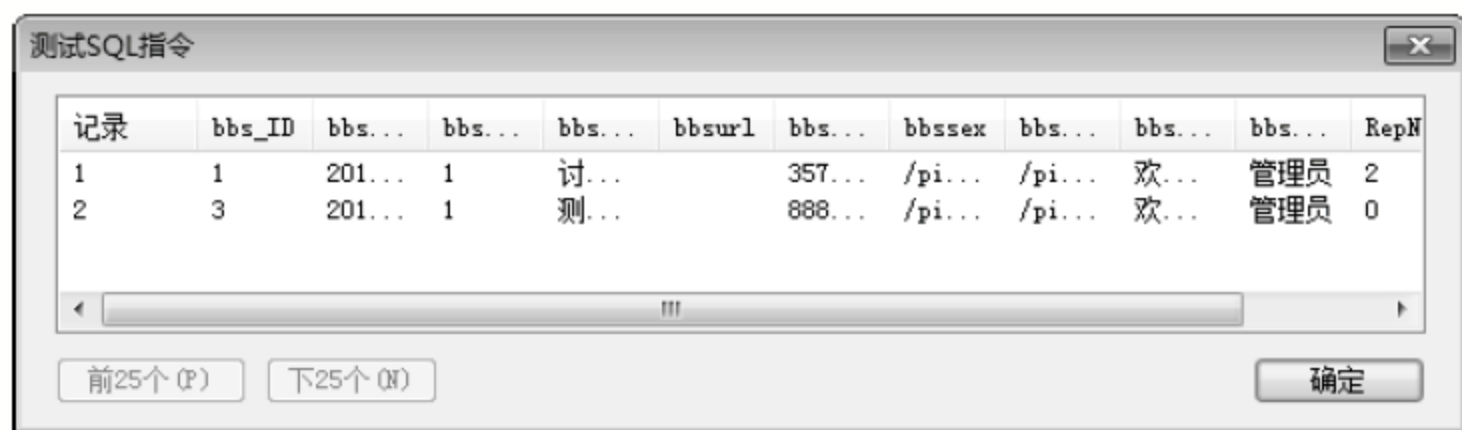 测试SQL指令
记录 bbs_ID bbs... bbs... bbs... bbsurl bbs... bbssex bbs... bbs... bbs... RepN
1 1 201... 1 讨... 357... /pi... /pi... 欢... 管理员 2
2 3 201... 1 测... 888... /pi... /pi... 欢... 管理员 0
前25个(P) 下25个(N) 确定